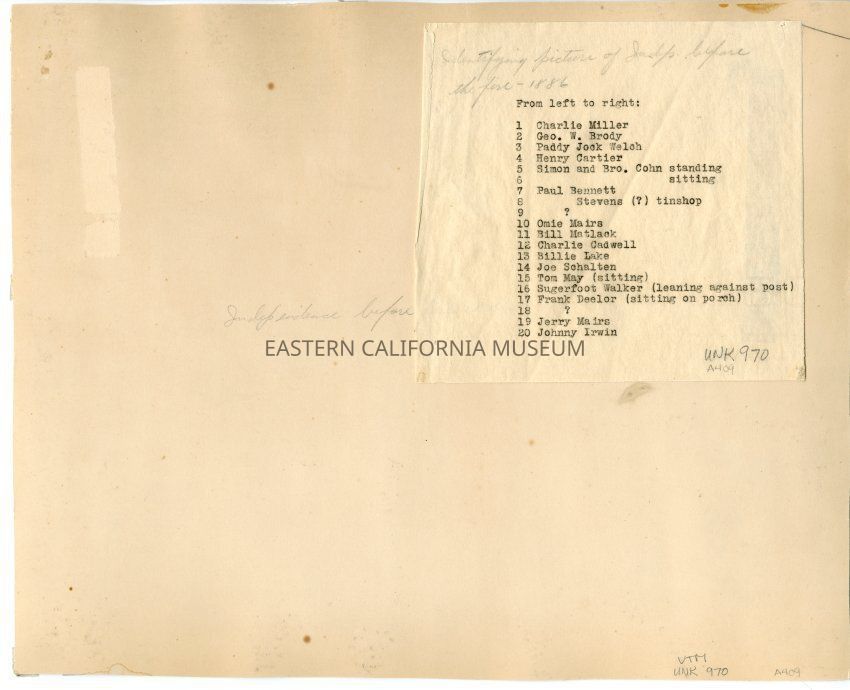 Identifying picture of Indp. before
the fire - 1886
From left to right:
1 Charlie Miller
2 Geo. W. Brody
3 Paddy Jock Welch
4 Henry Cartier
5 Simon and Bro. Cohn standing
6 sitting
7 Paul Bennett
8 Stevens (?) tinshop
9 ?
10 Omie Mairs
11 Bill Matlack
12 Charlie Cadwell
13 Billie Lake
14 Joe Schalten
15 Tom May (sitting)
16 Sugerfoot Walker (leaning against post)
17 Frank Deelor (sitting on porch)
18 ?
19 Jerry Mairs
20 Johnny Irwin
Independence before
EASTERN CALIFORNIA MUSEUM
UNK 970
A409
VTM
UNK 970 A409